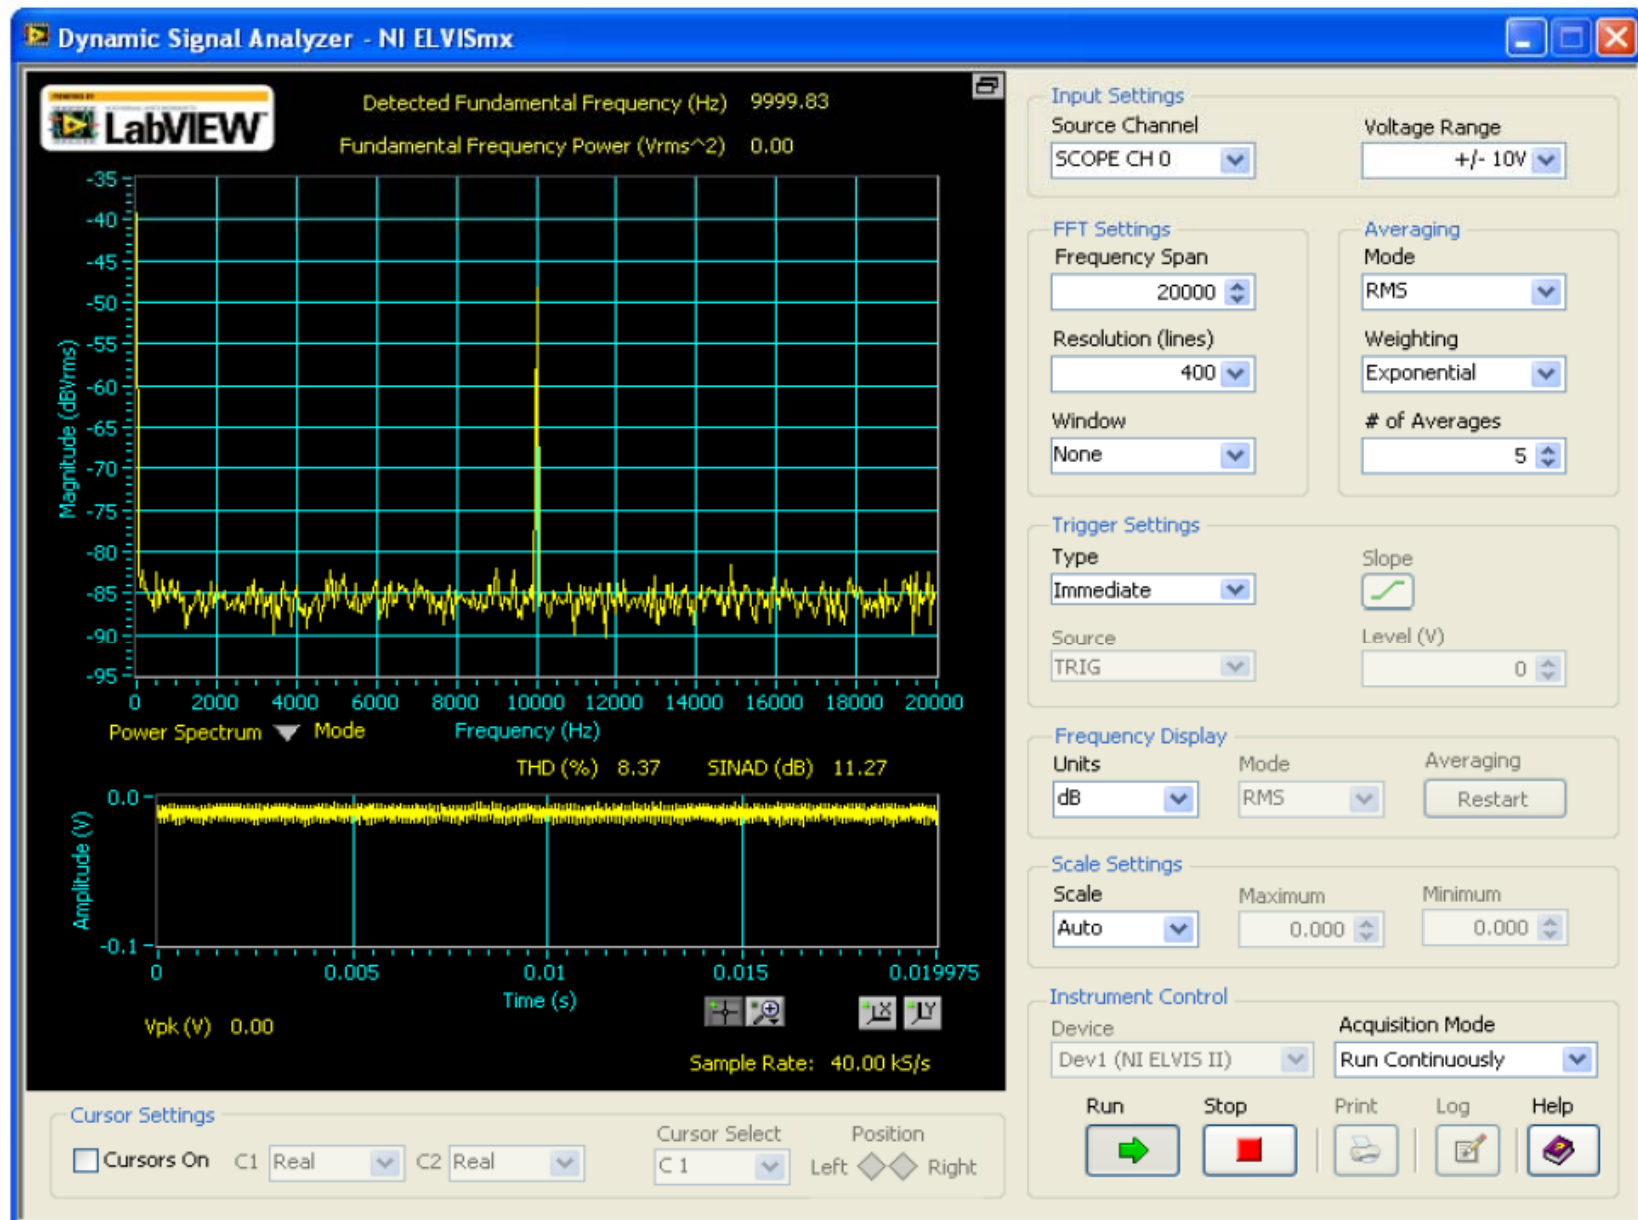 Dynamic Signal Analyzer - NI ELVISmx
LabVIEW
Detected Fundamental Frequency (Hz) 9999.83
Fundamental Frequency Power (Vrms^2) 0.00
-35
-40
-45
-50
-55
-60
-65
-70
-75
-80
-85
-90
-95
Magnitude (dBVrms)
0 2000 4000 6000 8000 10000 12000 14000 16000 18000 20000
Power Spectrum Mode Frequency (Hz)
THD (%) 8.37 SINAD (dB) 11.27
0.0
-0.1
Amplitude (V)
0 0.005 0.01 0.015 0.019975
Time (s)
Vpk (V) 0.00
Sample Rate: 40.00 kS/s
Cursor Settings
Cursors On C1 Real C2 Real
Cursor Select Position
C 1 Left Right
Input Settings
Source Channel Voltage Range
SCOPE CH 0 +/- 10V
FFT Settings
Frequency Span
20000
Resolution (lines)
400
Window
None
Averaging
Mode
RMS
Weighting
Exponential
# of Averages
5
Trigger Settings
Type Slope
Immediate
Source Level (V)
TRIG 0
Frequency Display
Units Mode Averaging
dB RMS Restart
Scale Settings
Scale Maximum Minimum
Auto 0.000 0.000
Instrument Control
Device Acquisition Mode
Dev1 (NI ELVIS II) Run Continuously
Run Stop Print Log Help